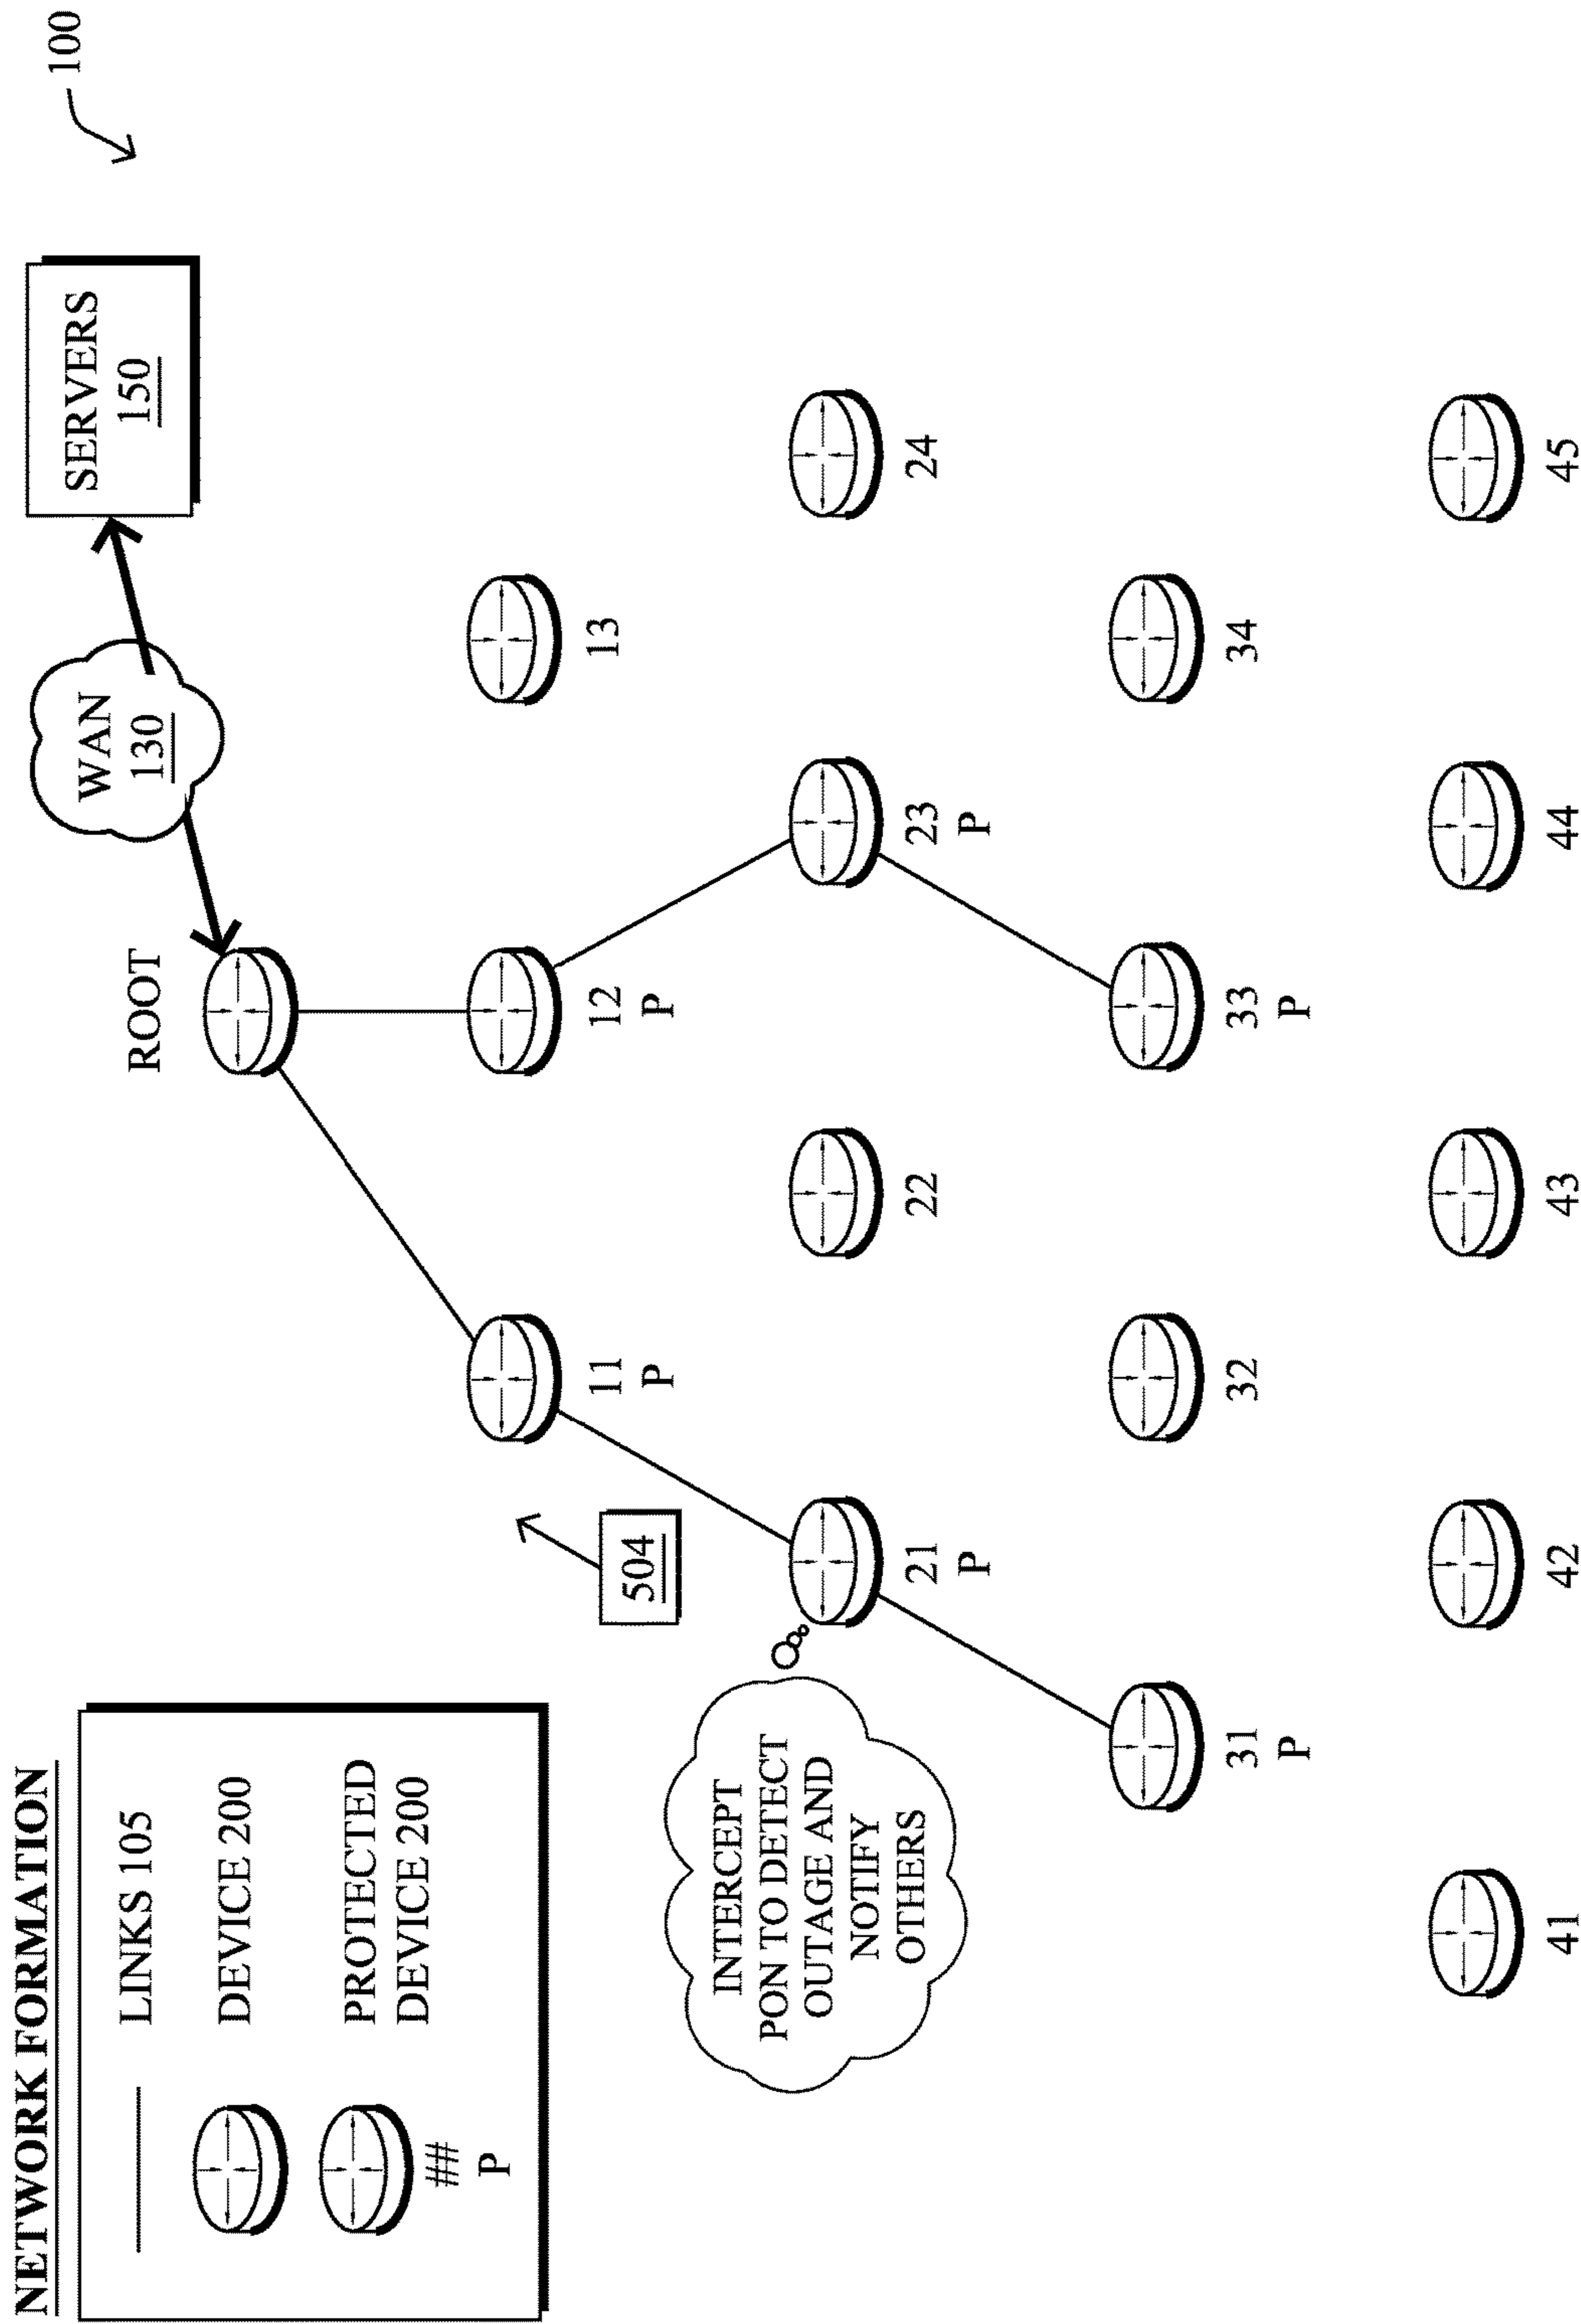 NETWORK FORMATION
LINKS 105
DEVICE 200
##
P
PROTECTED
DEVICE 200
100
SERVERS
150
WAN
130
ROOT
11
P
12
P
13
504
INTERCEPT
PON TO DETECT
OUTAGE AND
NOTIFY
OTHERS
21
P
22
23
P
24
31
P
32
33
P
34
41
42
43
44
45